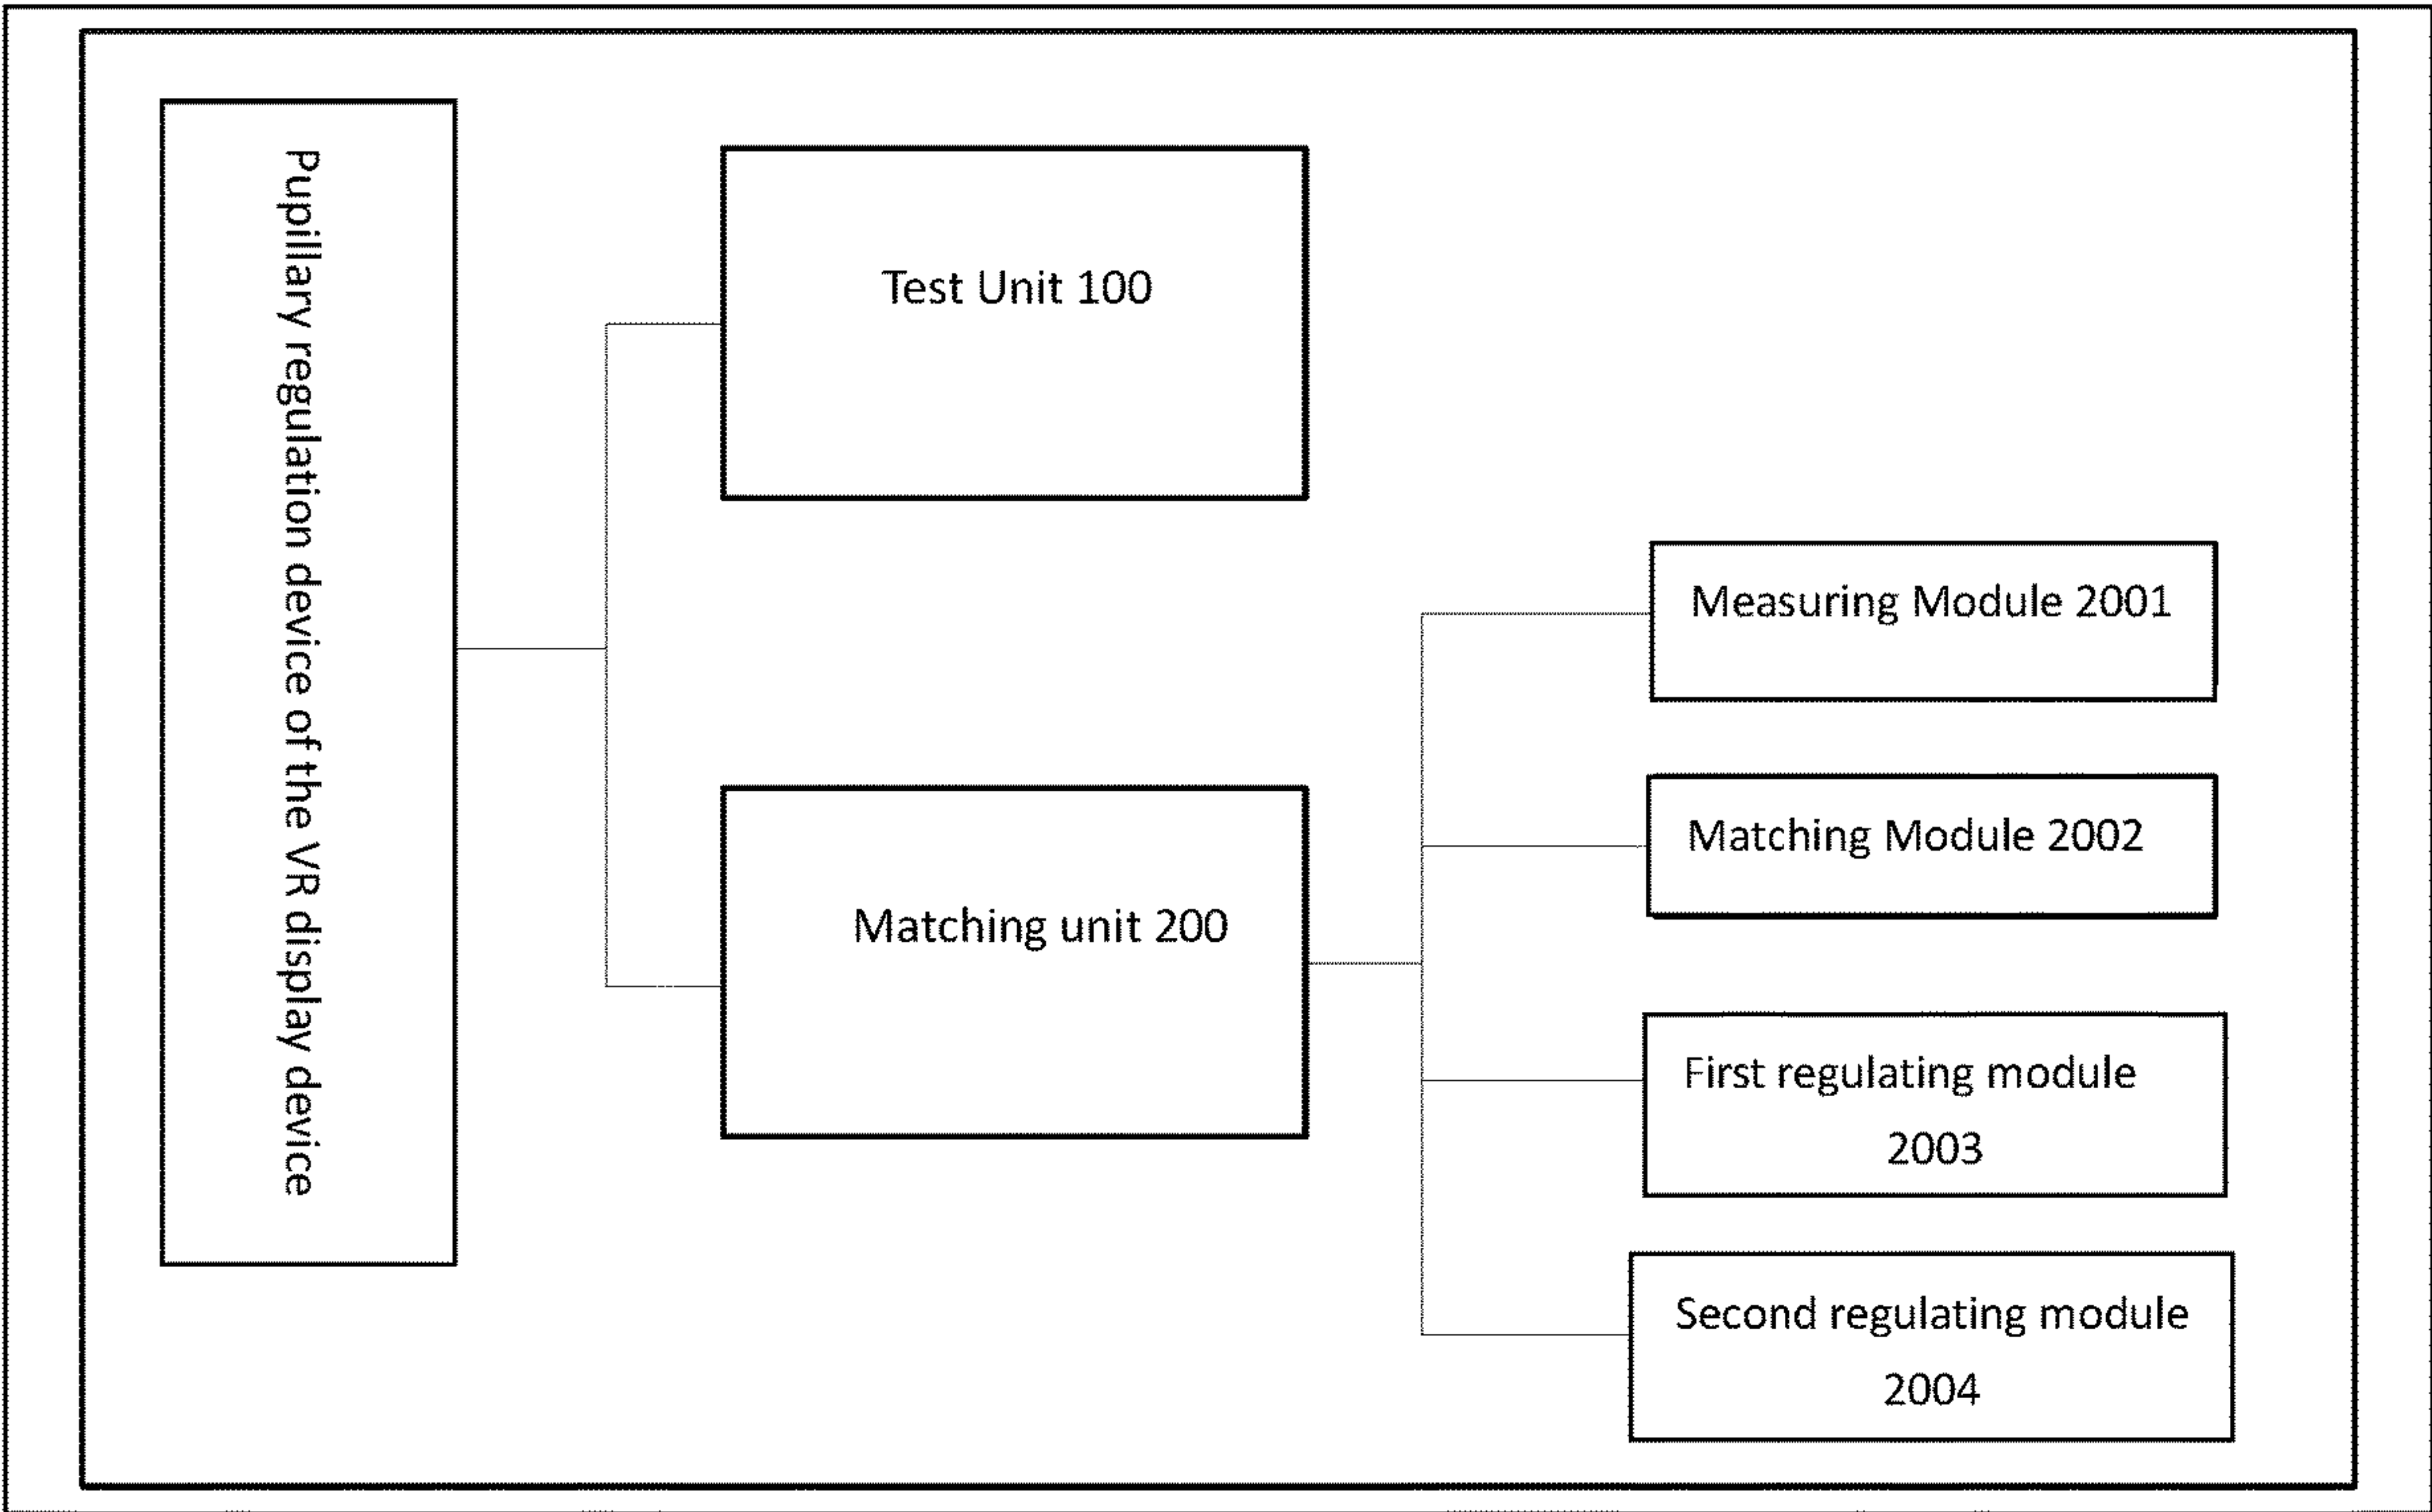 Pupillary regulation device of the VR display device
Test Unit 100
Matching unit 200
Measuring Module 2001
Matching Module 2002
First regulating module
2003
Second regulating module
2004